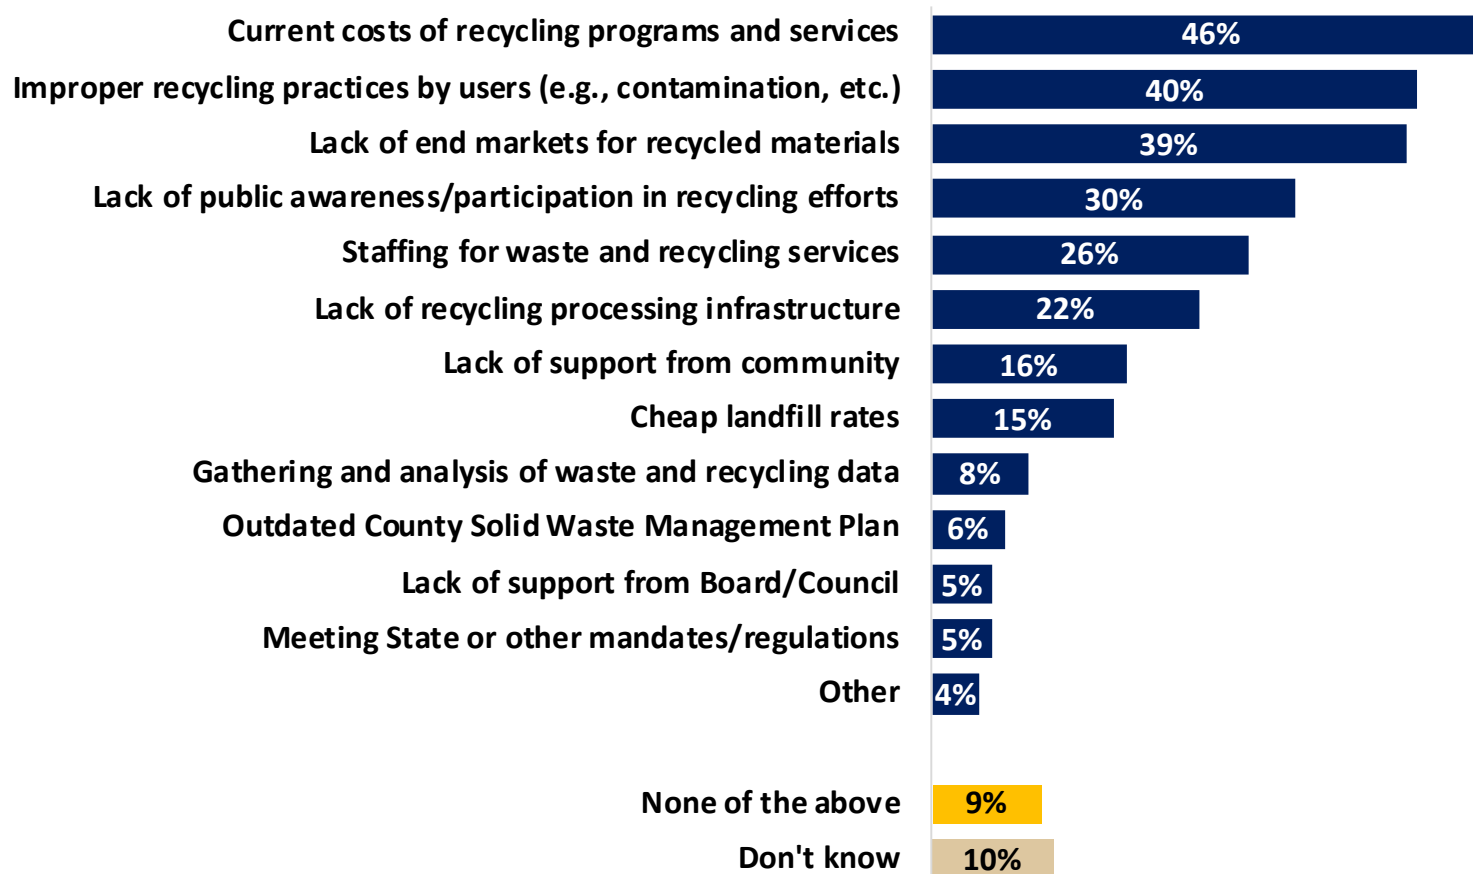 Current costs of recycling programs and services 46%
Improper recycling practices by users (e.g., contamination, etc.) 40%
Lack of end markets for recycled materials 39%
Lack of public awareness/participation in recycling efforts 30%
Staffing for waste and recycling services 26%
Lack of recycling processing infrastructure 22%
Lack of support from community 16%
Cheap landfill rates 15%
Gathering and analysis of waste and recycling data 8%
Outdated County Solid Waste Management Plan 6%
Lack of support from Board/Council 5%
Meeting State or other mandates/regulations 5%
Other 4%
None of the above 9%
Don't know 10%